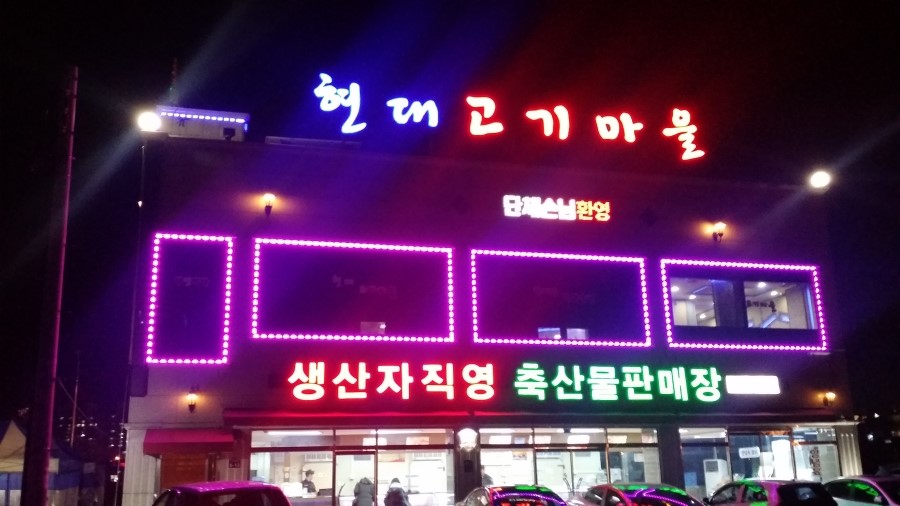 현대고기마을
단체손님환영
생산자직영 축산물판매장